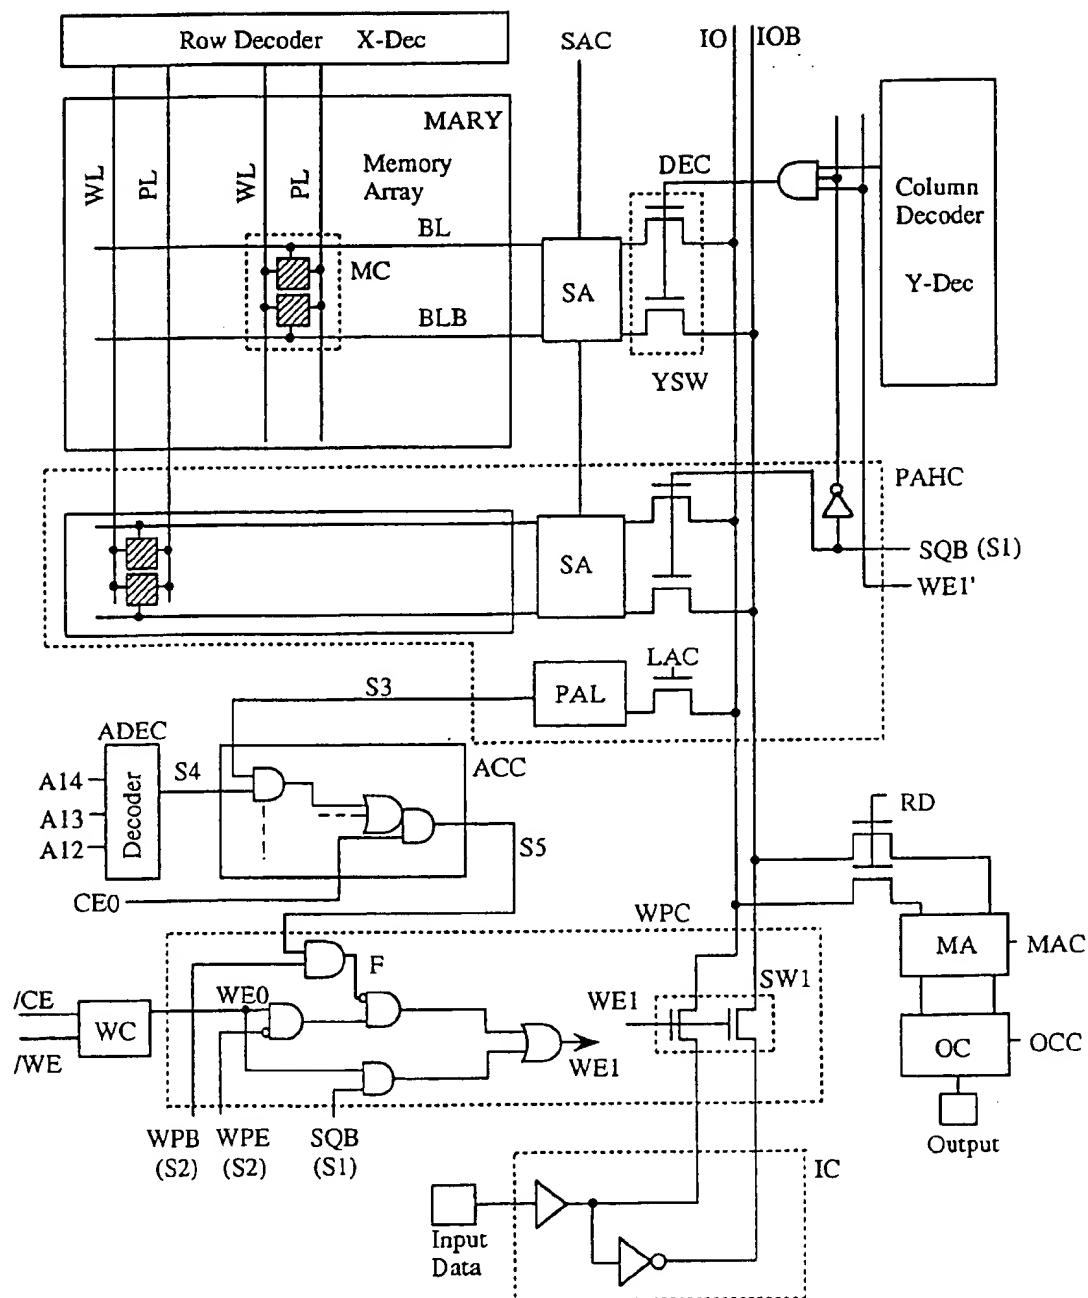 Row Decoder X-Dec
SAC
IO
IOB
MARY
Memory
Array
WL
PL
WL
PL
DEC
Column
Decoder
Y-Dec
BL
MC
SA
BLB
YSW
PAHC
SA
SQB (S1)
WE1'
LAC
S3
PAL
ADEC
ACC
A14
S4
A13
Decoder
A12
S5
RD
CE0
WPC
MA
MAC
F
SW1
/CE
WE0
WE1
WC
OC
OCC
/WE
WE1
WPB
(S2)
WPE
(S2)
SQB
(S1)
Output
IC
Input
Data